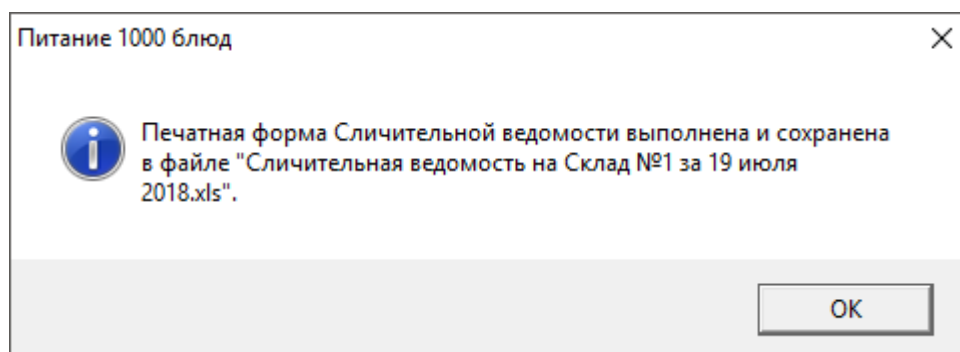 Питание 1000 блюд
Печатная форма Сличительной ведомости выполнена и сохранена
в файле "Сличительная ведомость на Склад №1 за 19 июля
2018.xls".
ОК